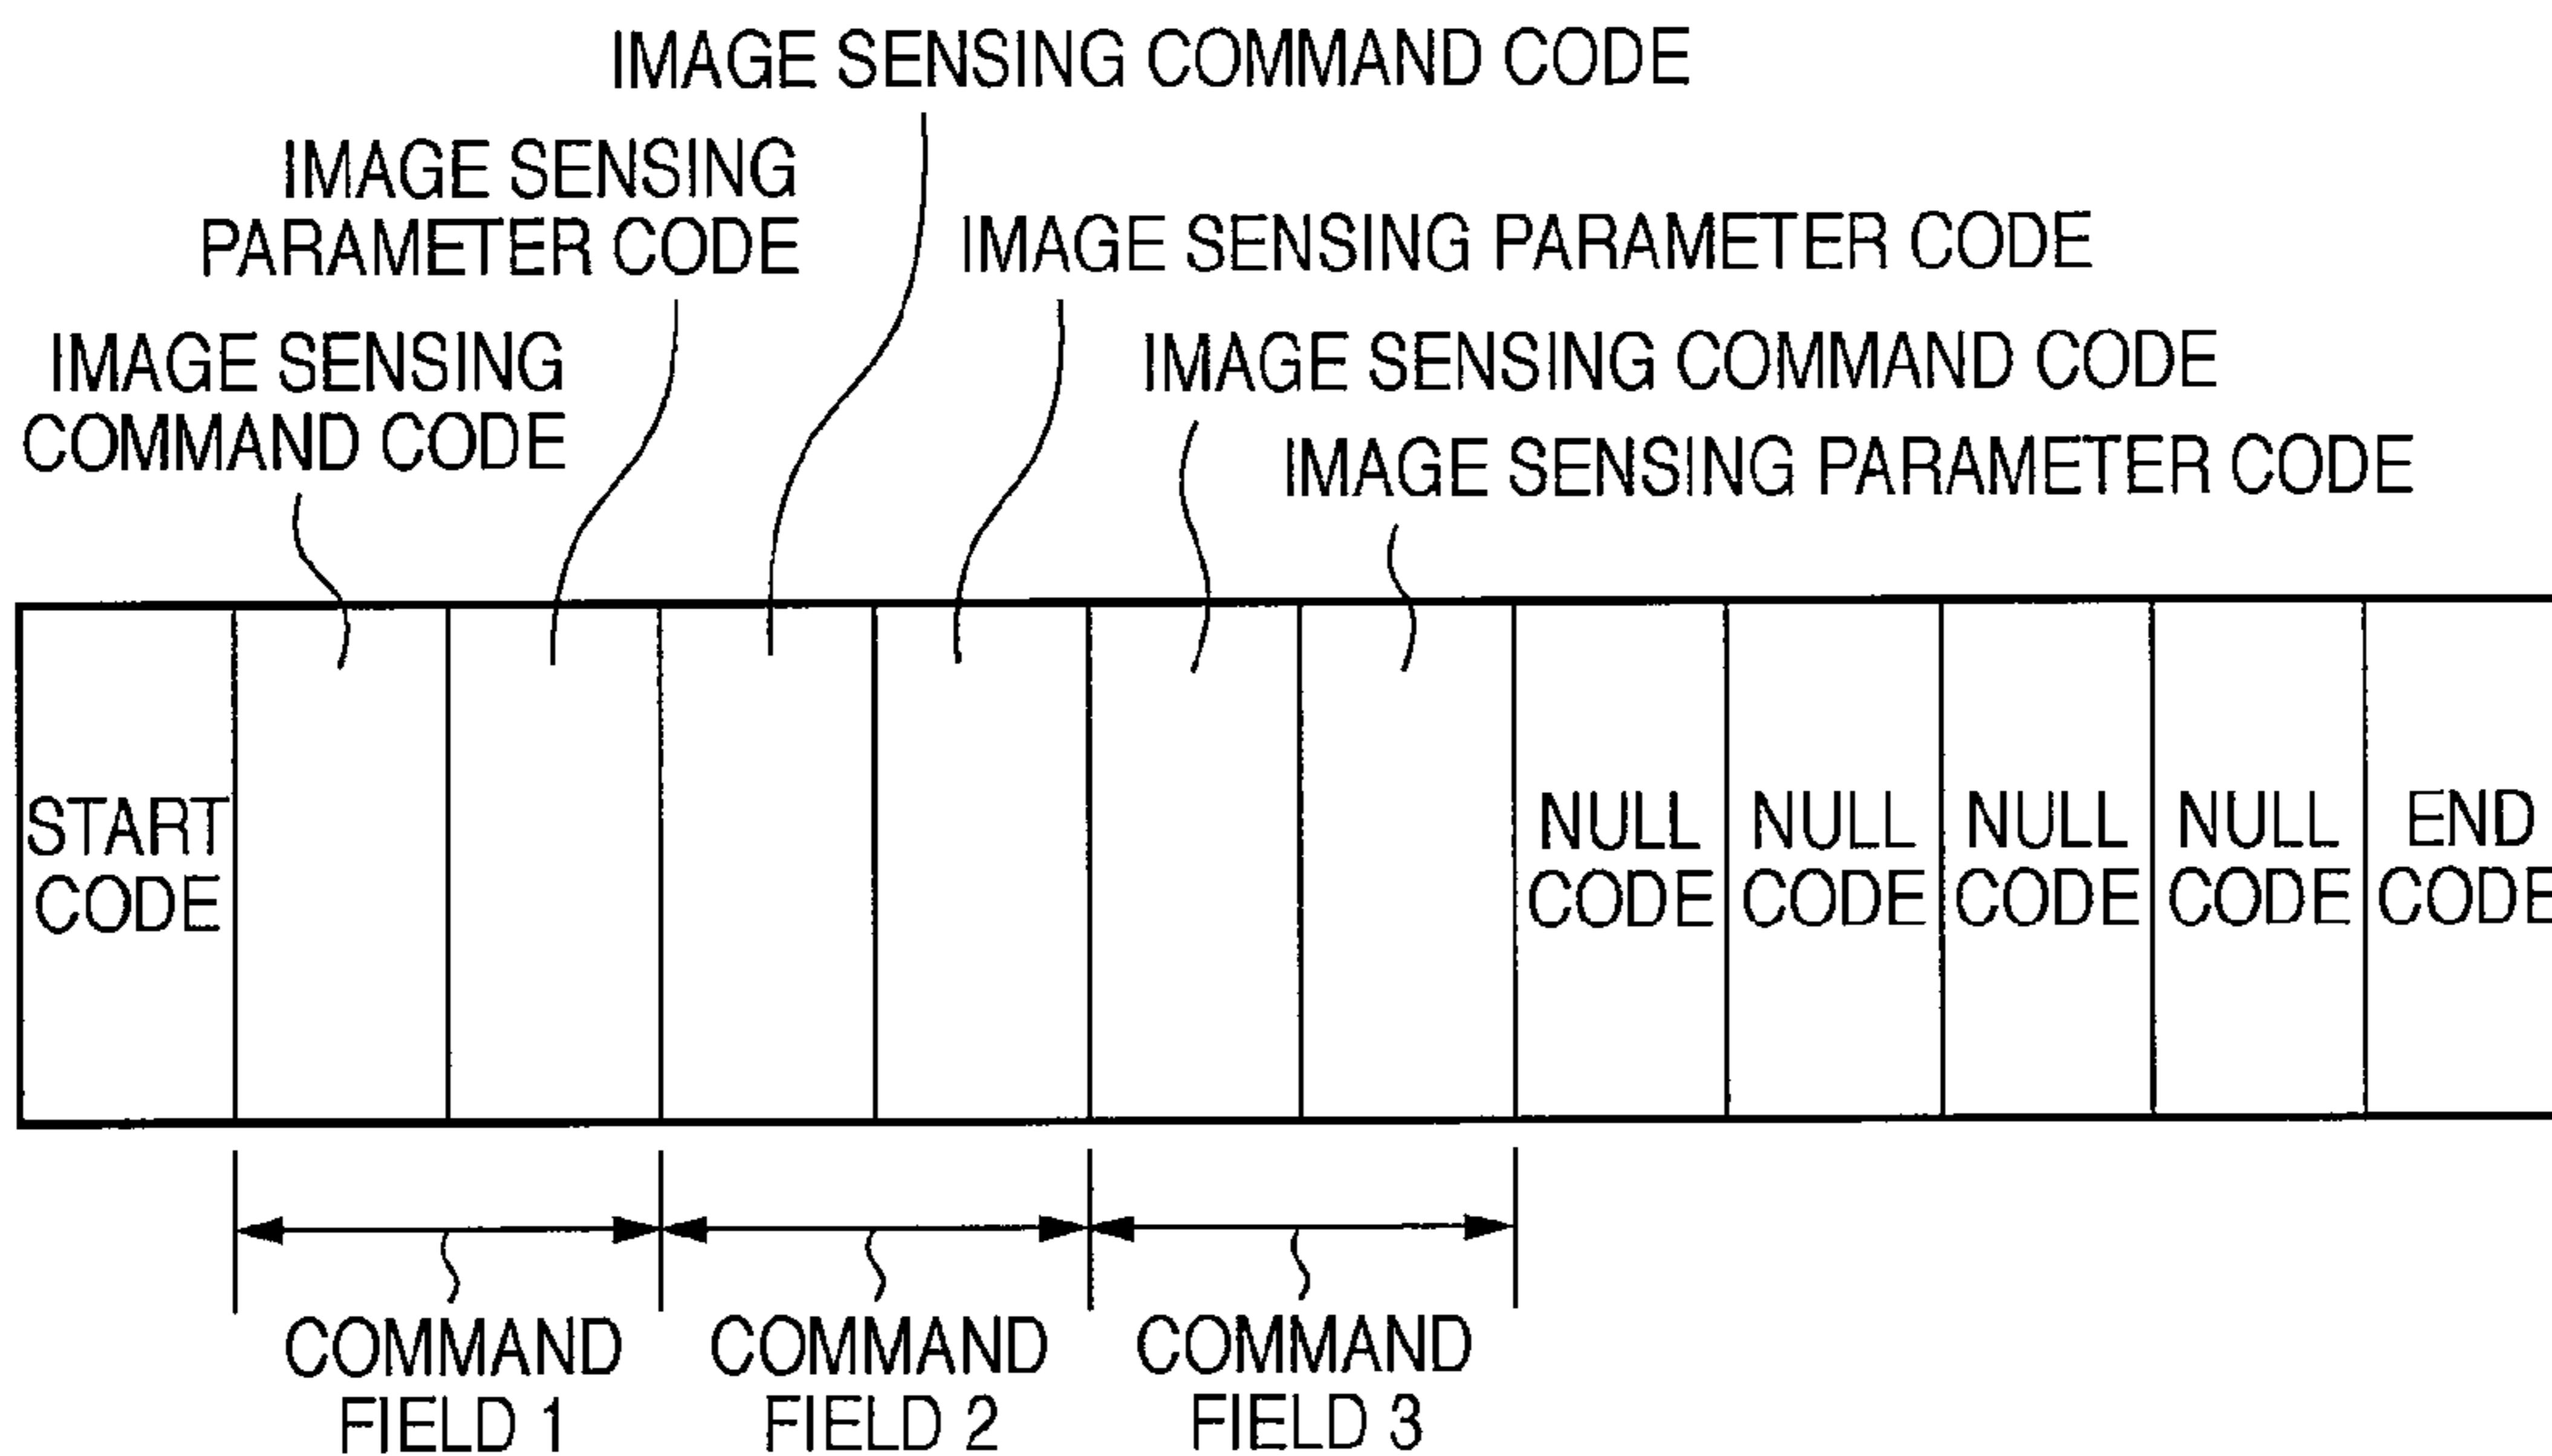 IMAGE SENSING COMMAND CODE
IMAGE SENSING
PARAMETER CODE
IMAGE SENSING PARAMETER CODE
IMAGE SENSING
COMMAND CODE
IMAGE SENSING COMMAND CODE
IMAGE SENSING PARAMETER CODE
START
CODE
NULL
CODE
NULL
CODE
NULL
CODE
NULL
CODE
END
CODE
COMMAND
FIELD 1
COMMAND
FIELD 2
COMMAND
FIELD 3